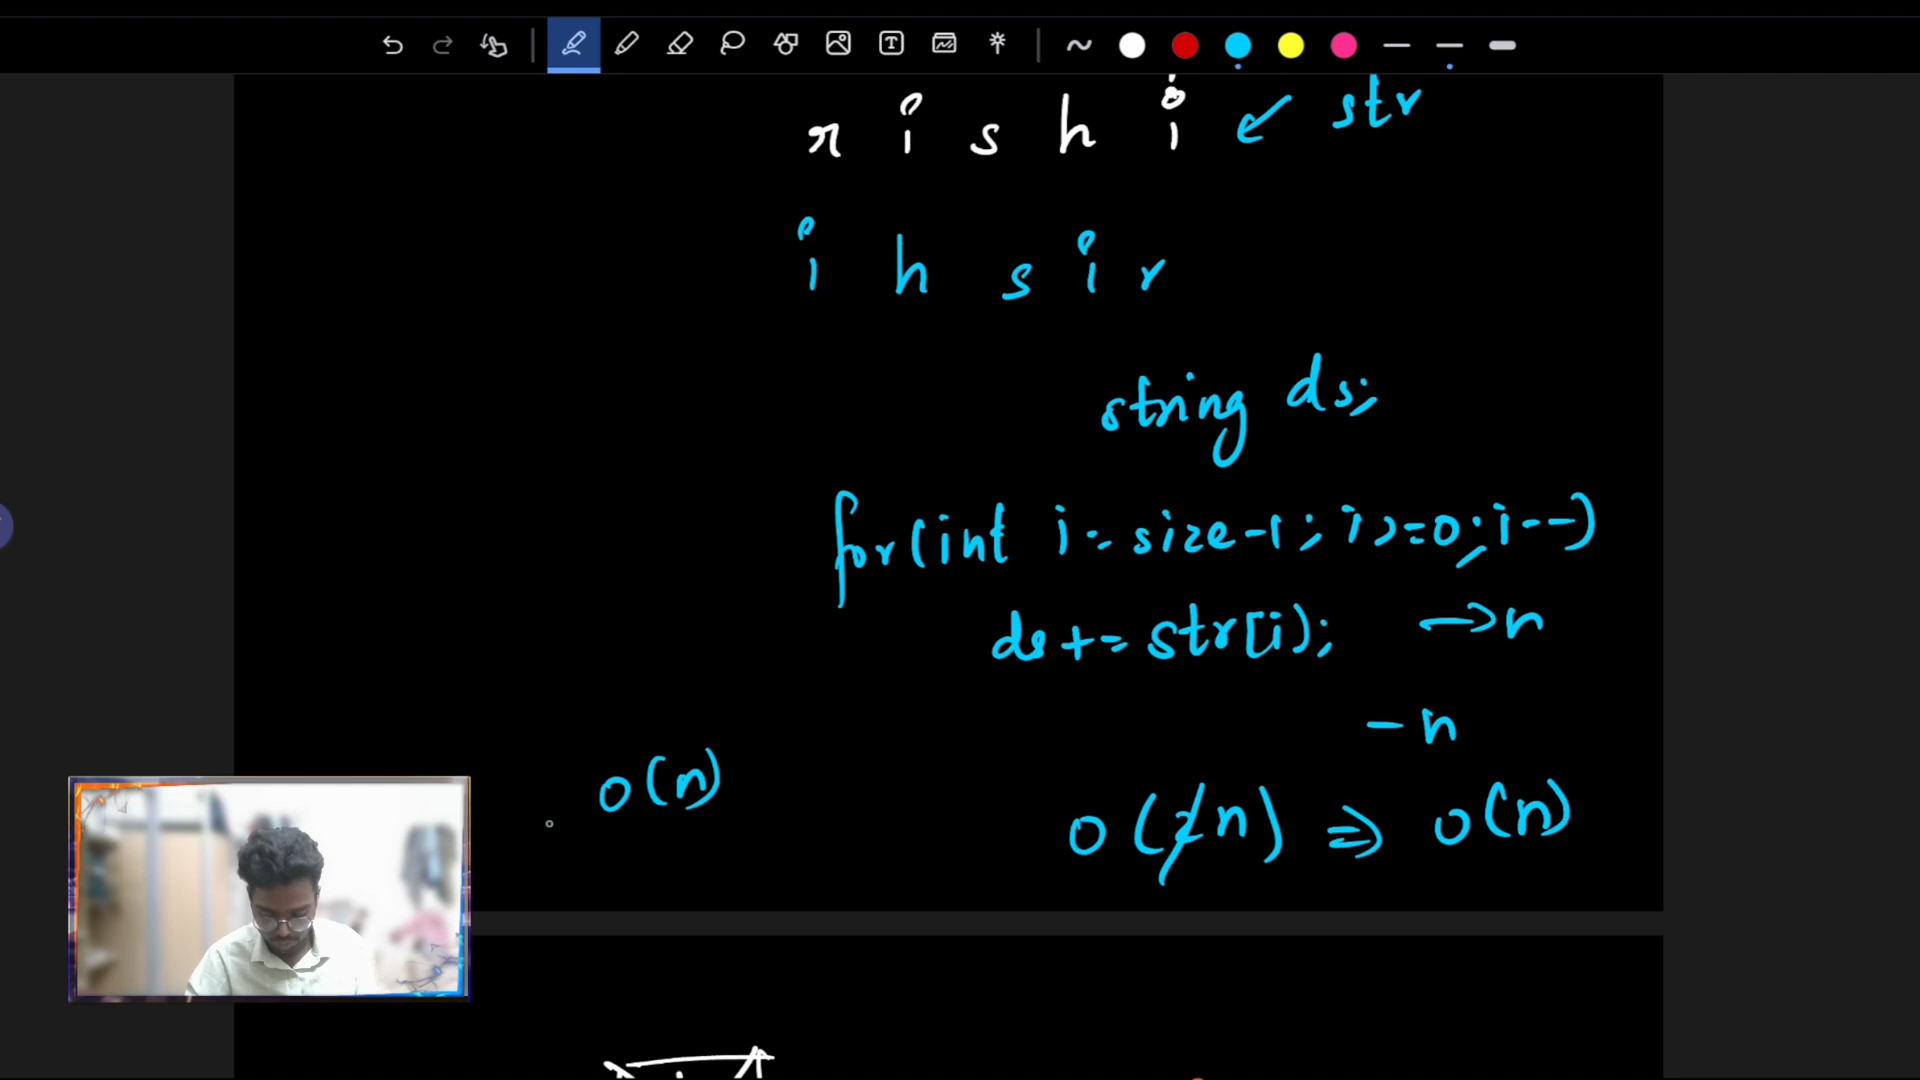 r i s h i ↙ str
i h s i r
string ds;
for(int i=size-1; i>=0; i--)
ds += str[i]; → n
- n
O(n)
O(2n) ⇒ O(n)